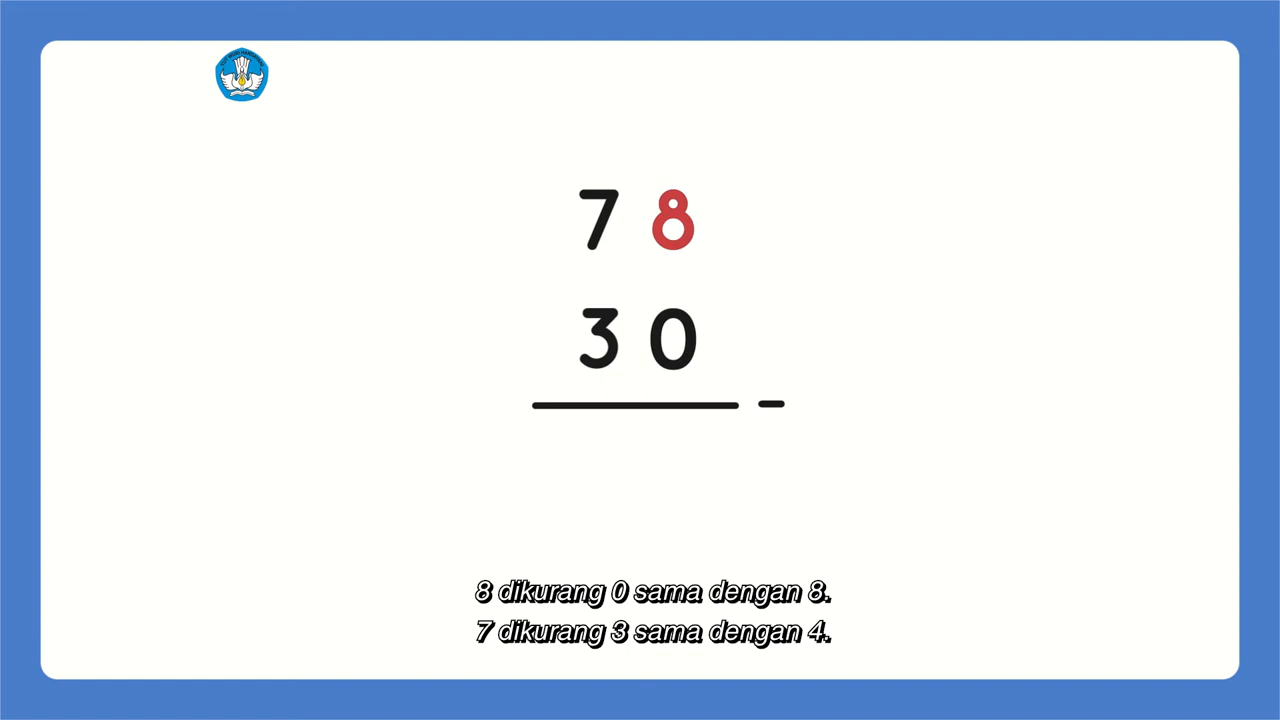 7 8
3 0
-
8 dikurang 0 sama dengan 8.
7 dikurang 3 sama dengan 4.